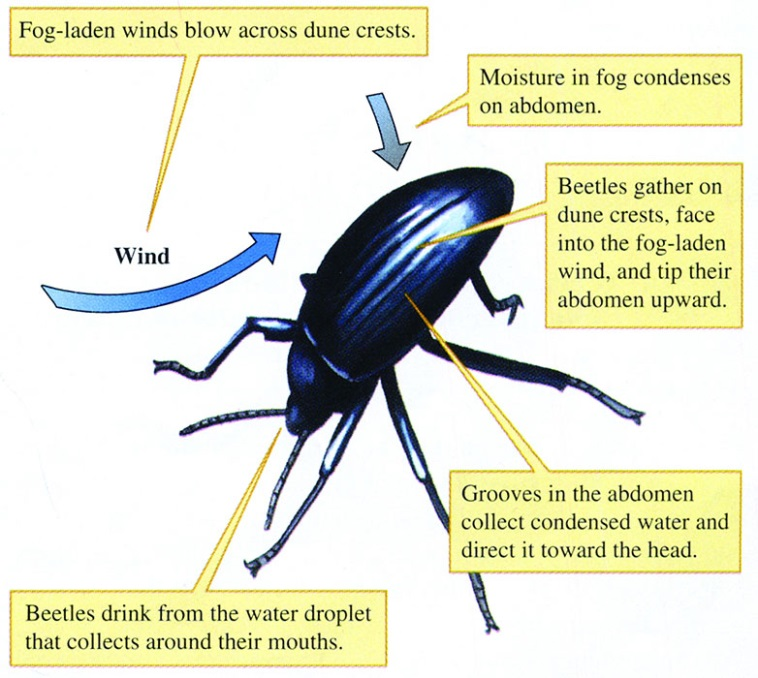 Fog-laden winds blow across dune crests.
Moisture in fog condenses
on abdomen.
Beetles gather on
dune crests, face
into the fog-laden
wind, and tip their
abdomen upward.
Wind
Grooves in the abdomen
collect condensed water and
direct it toward the head.
Beetles drink from the water droplet
that collects around their mouths.